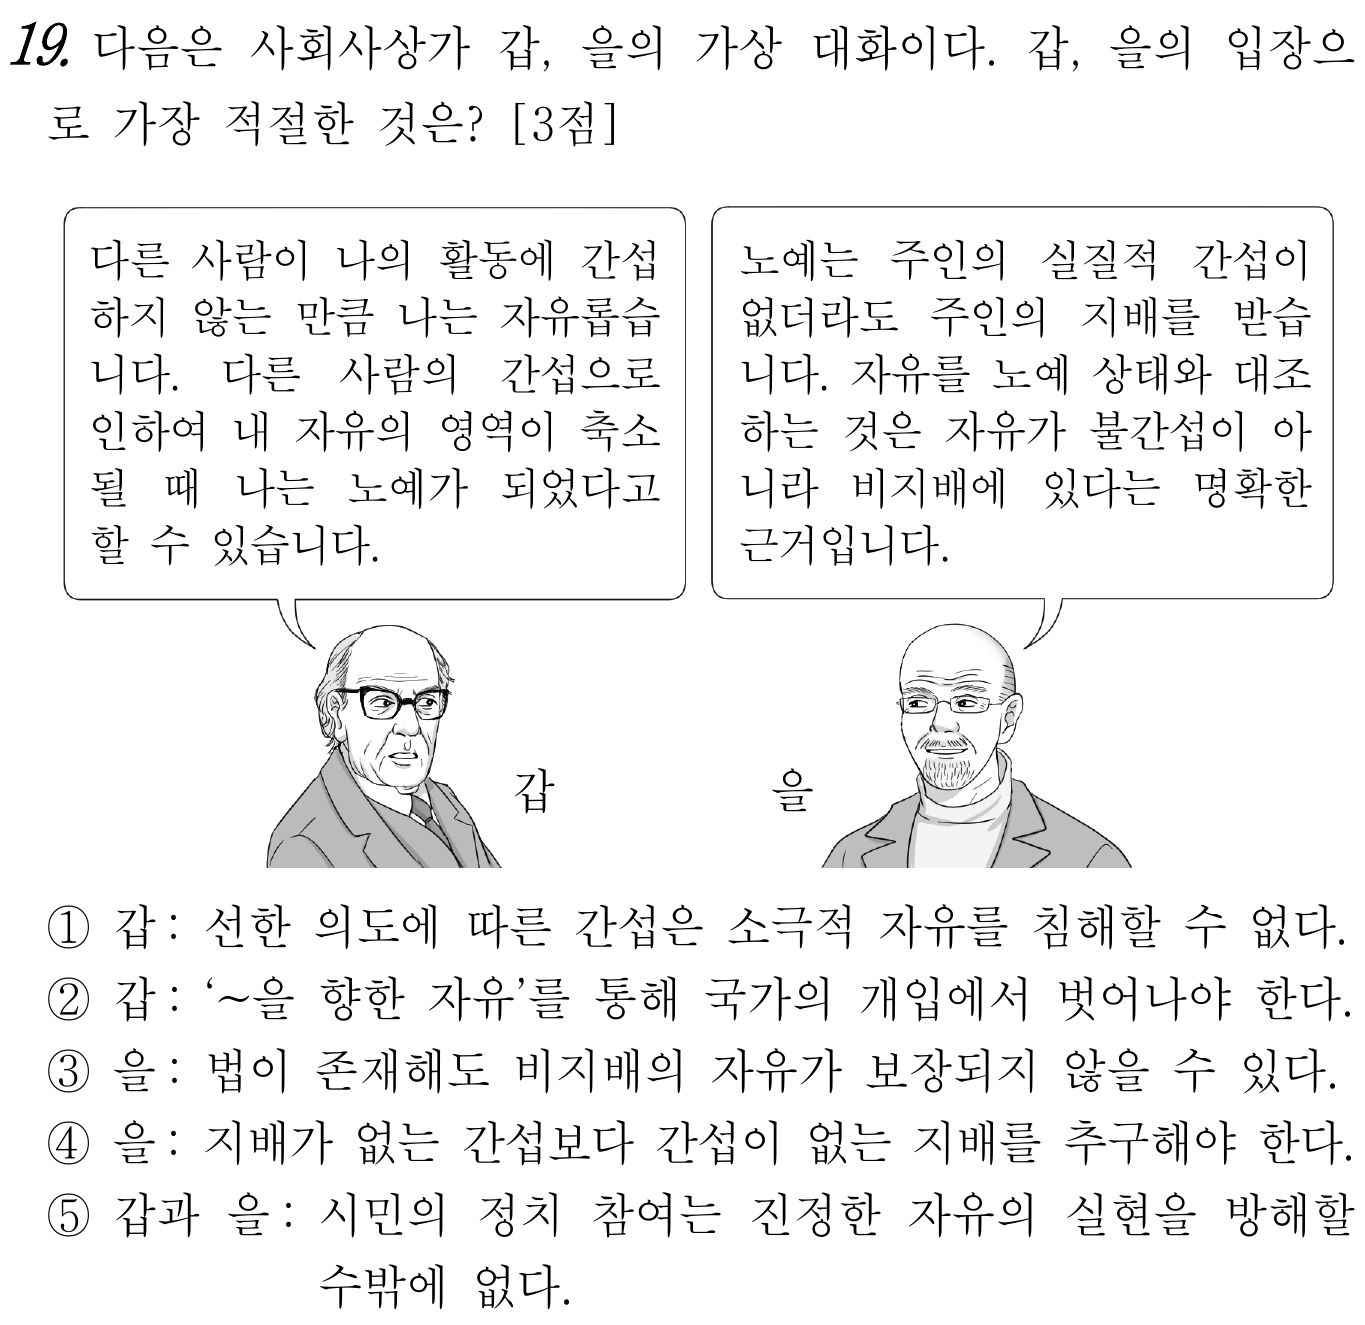 19. 다음은 사회사상가 갑, 을의 가상 대화이다. 갑, 을의 입장으
로 가장 적절한 것은? [3점]
다른 사람이 나의 활동에 간섭
하지 않는 만큼 나는 자유롭습
니다. 다른 사람의 간섭으로
인하여 내 자유의 영역이 축소
될 때 나는 노예가 되었다고
할 수 있습니다.
노예는 주인의 실질적 간섭이
없더라도 주인의 지배를 받습
니다. 자유를 노예 상태와 대조
하는 것은 자유가 불간섭이 아
니라 비지배에 있다는 명확한
근거입니다.
갑
을
① 갑: 선한 의도에 따른 간섭은 소극적 자유를 침해할 수 없다.
② 갑: ‘~을 향한 자유’를 통해 국가의 개입에서 벗어나야 한다.
③ 을: 법이 존재해도 비지배의 자유가 보장되지 않을 수 있다.
④ 을: 지배가 없는 간섭보다 간섭이 없는 지배를 추구해야 한다.
⑤ 갑과 을: 시민의 정치 참여는 진정한 자유의 실현을 방해할
수밖에 없다.